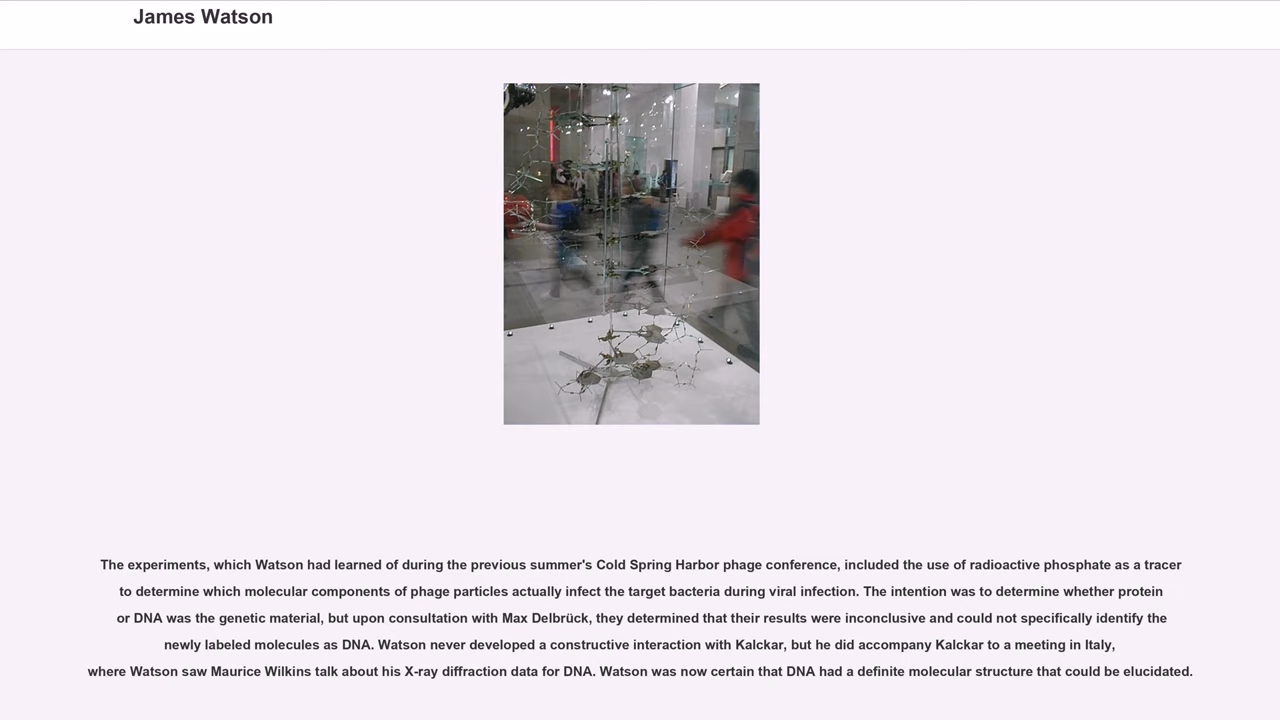 James Watson
The experiments, which Watson had learned of during the previous summer's Cold Spring Harbor phage conference, included the use of radioactive phosphate as a tracer
to determine which molecular components of phage particles actually infect the target bacteria during viral infection. The intention was to determine whether protein
or DNA was the genetic material, but upon consultation with Max Delbrück, they determined that their results were inconclusive and could not specifically identify the
newly labeled molecules as DNA. Watson never developed a constructive interaction with Kalckar, but he did accompany Kalckar to a meeting in Italy,
where Watson saw Maurice Wilkins talk about his X-ray diffraction data for DNA. Watson was now certain that DNA had a definite molecular structure that could be elucidated.